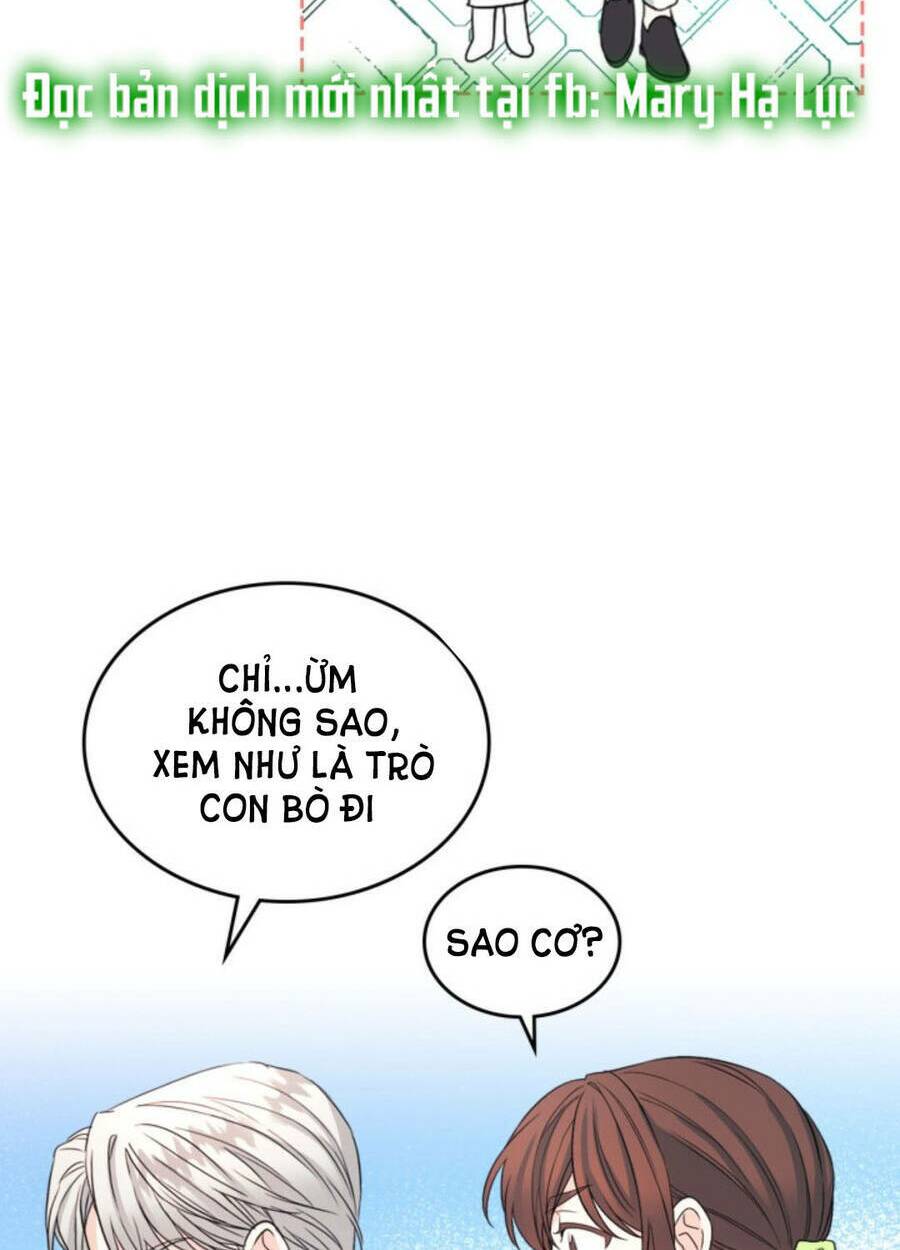 Đọc bản dịch mới nhất tại fb: Mary Hạ Lục
CHỈ...ỪM
KHÔNG SAO,
XEM NHƯ LÀ TRÒ
CON BÒ ĐI
SAO CƠ?